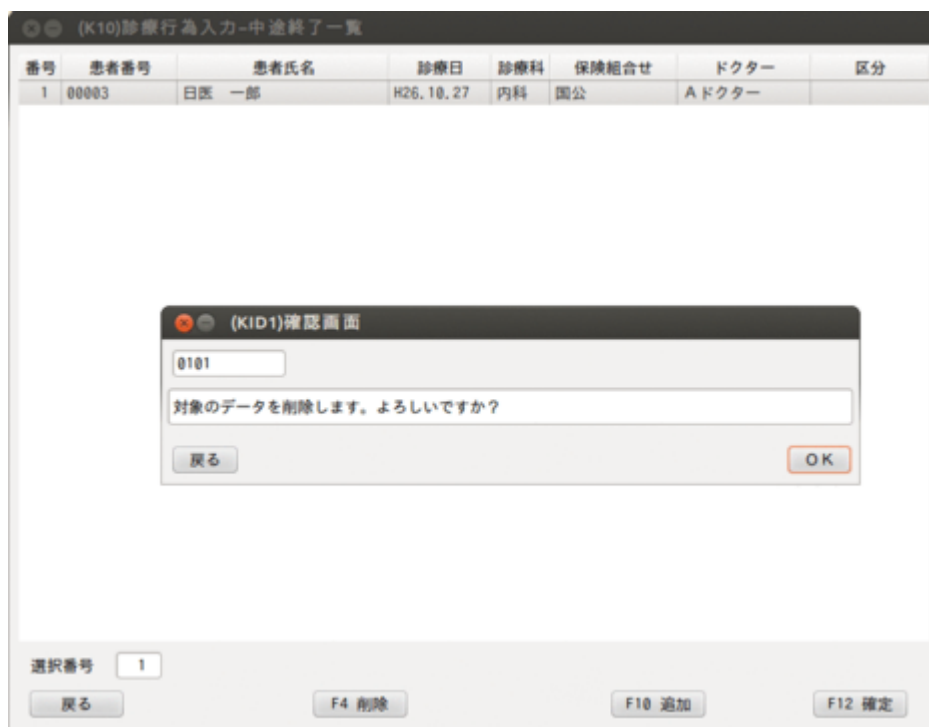 (K10)診療行為入力-中途終了一覧
番号 患者番号 患者氏名 診療日 診療科 保険組合せ ドクター 区分
1 00003 日医 一郎 H26.10.27 内科 国公 Aドクター
(KID1)確認画面
0101
対象のデータを削除します。よろしいですか?
戻る OK
選択番号 1
戻る F4 削除 F10 追加 F12 確定